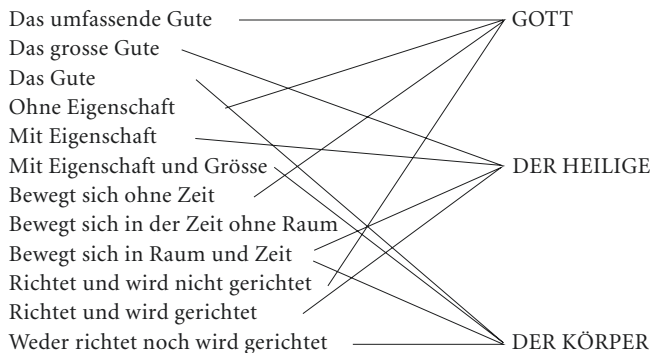 Das umfassende Gute GOTT
Das grosse Gute
Das Gute
Ohne Eigenschaft
Mit Eigenschaft
Mit Eigenschaft und Grösse DER HEILIGE
Bewegt sich ohne Zeit
Bewegt sich in der Zeit ohne Raum
Bewegt sich in Raum und Zeit
Richtet und wird nicht gerichtet
Richtet und wird gerichtet
Weder richtet noch wird gerichtet DER KÖRPER